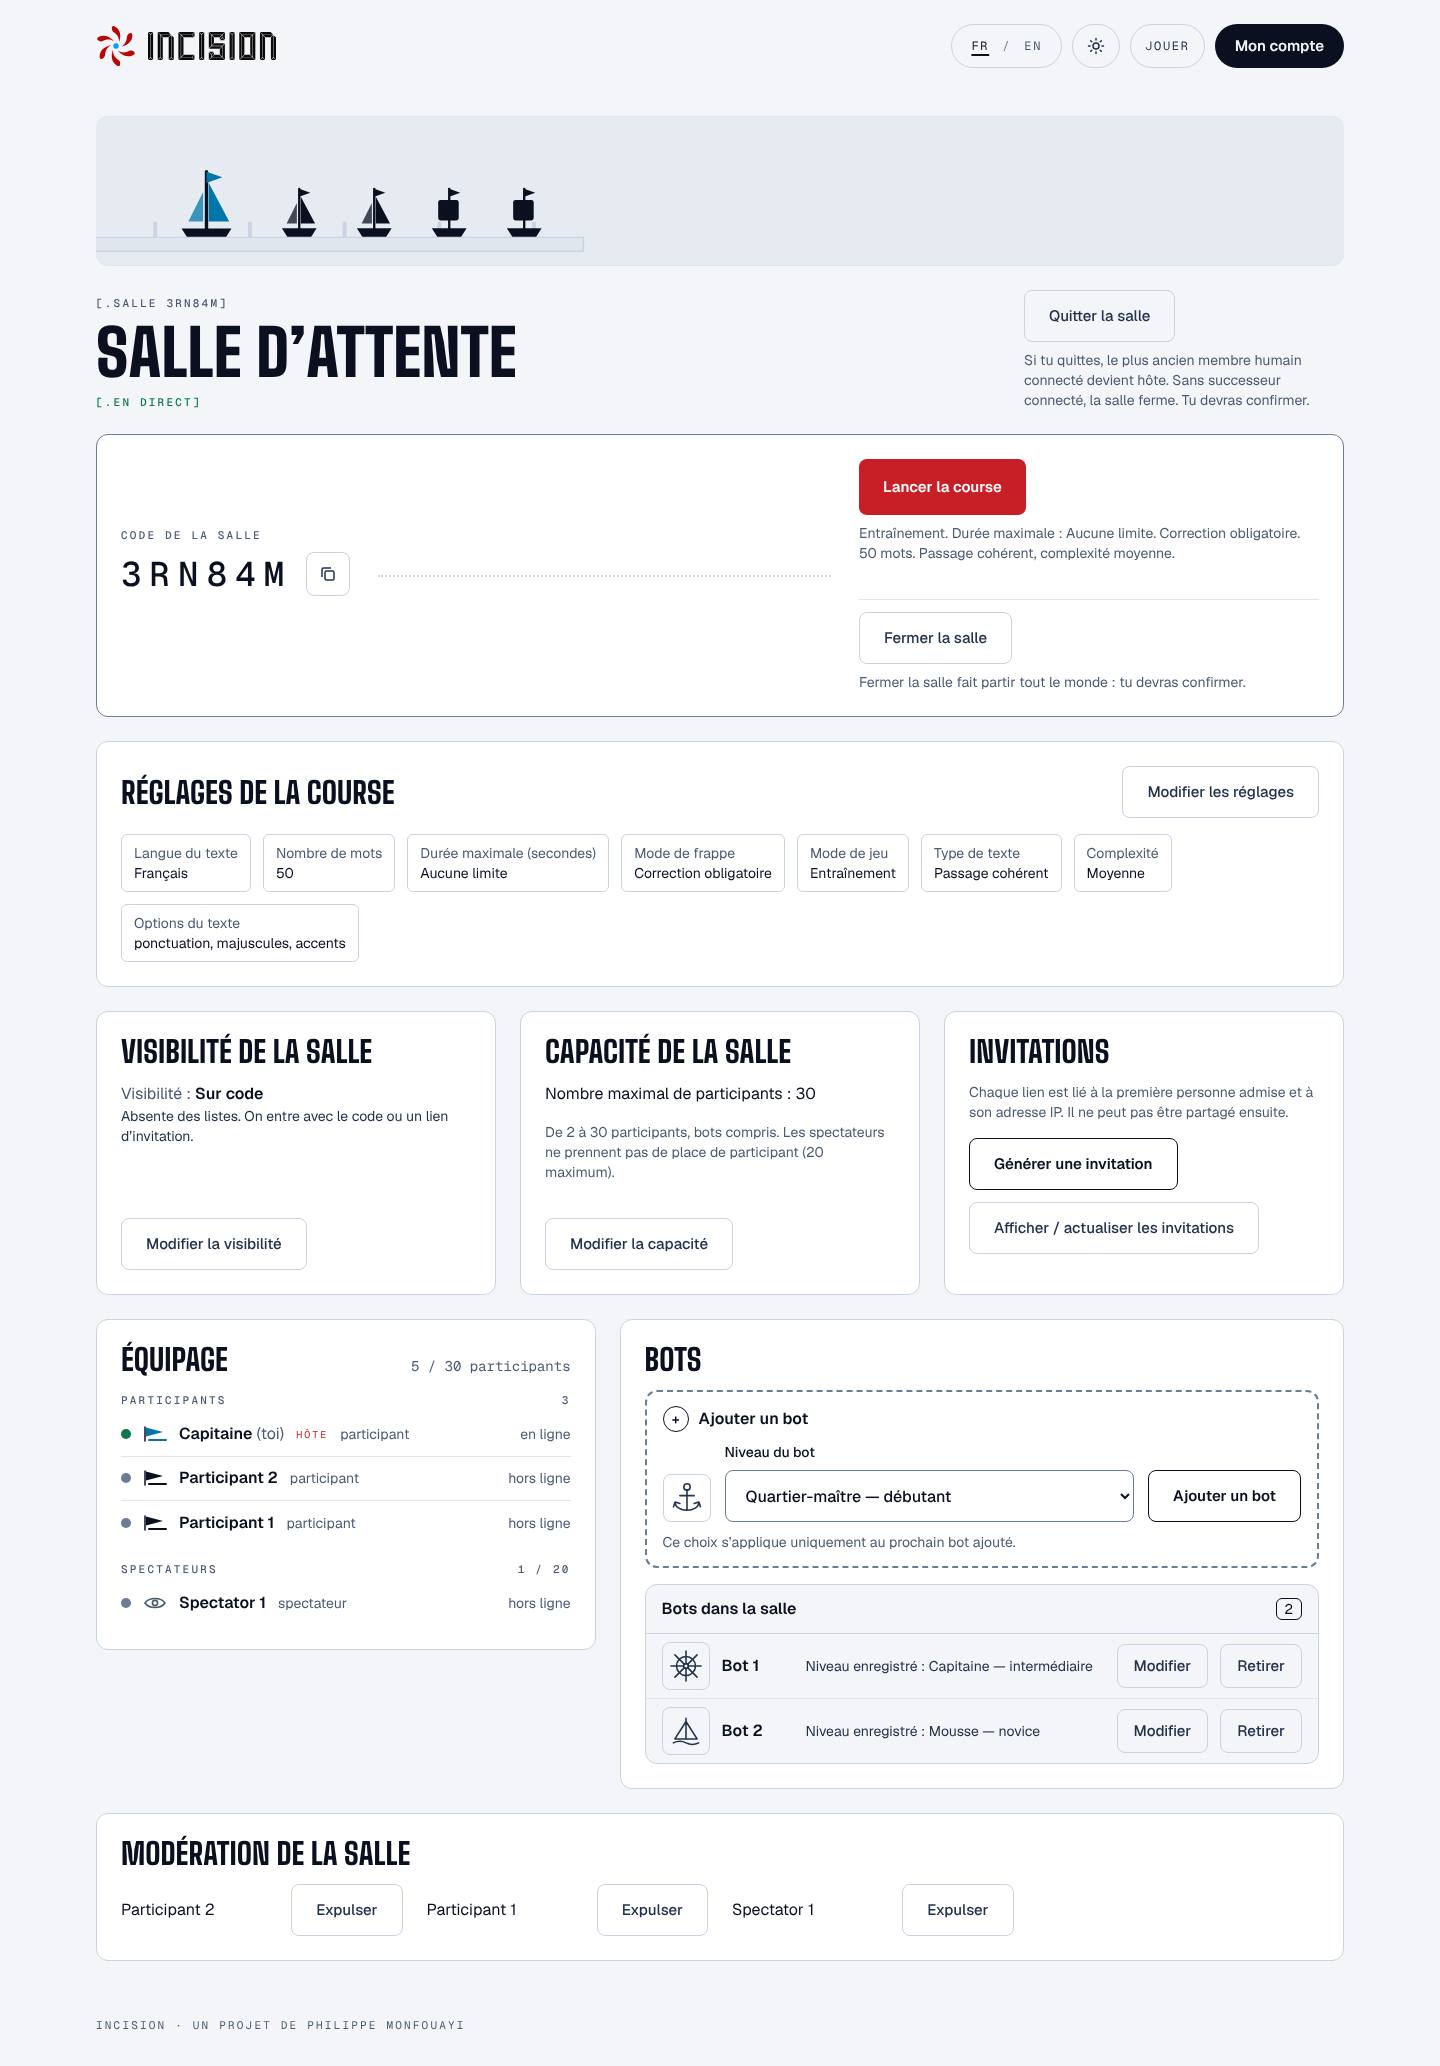 INCISION
FR / EN
JOUER
Mon compte
[.SALLE 3RN84M]
SALLE D’ATTENTE
[.EN DIRECT]
Quitter la salle
Si tu quittes, le plus ancien membre humain
connecté devient hôte. Sans successeur
connecté, la salle ferme. Tu devras confirmer.
CODE DE LA SALLE
3RN84M
Lancer la course
Entraînement. Durée maximale : Aucune limite. Correction obligatoire.
50 mots. Passage cohérent, complexité moyenne.
Fermer la salle
Fermer la salle fait partir tout le monde : tu devras confirmer.
RÉGLAGES DE LA COURSE
Modifier les réglages
Langue du texte
Français
Nombre de mots
50
Durée maximale (secondes)
Aucune limite
Mode de frappe
Correction obligatoire
Mode de jeu
Entraînement
Type de texte
Passage cohérent
Complexité
Moyenne
Options du texte
ponctuation, majuscules, accents
VISIBILITÉ DE LA SALLE
Visibilité : Sur code
Absente des listes. On entre avec le code ou un lien
d’invitation.
Modifier la visibilité
CAPACITÉ DE LA SALLE
Nombre maximal de participants : 30
De 2 à 30 participants, bots compris. Les spectateurs
ne prennent pas de place de participant (20
maximum).
Modifier la capacité
INVITATIONS
Chaque lien est lié à la première personne admise et à
son adresse IP. Il ne peut pas être partagé ensuite.
Générer une invitation
Afficher / actualiser les invitations
ÉQUIPAGE
5 / 30 participants
PARTICIPANTS 3
Capitaine (toi) HÔTE participant en ligne
Participant 2 participant hors ligne
Participant 1 participant hors ligne
SPECTATEURS 1 / 20
Spectator 1 spectateur hors ligne
BOTS
+ Ajouter un bot
Niveau du bot
Quartier-maître — débutant
Ajouter un bot
Ce choix s’applique uniquement au prochain bot ajouté.
Bots dans la salle 2
Bot 1 Niveau enregistré : Capitaine — intermédiaire Modifier Retirer
Bot 2 Niveau enregistré : Mousse — novice Modifier Retirer
MODÉRATION DE LA SALLE
Participant 2 Expulser Participant 1 Expulser Spectator 1 Expulser
INCISION · UN PROJET DE PHILIPPE MONFOUAYI